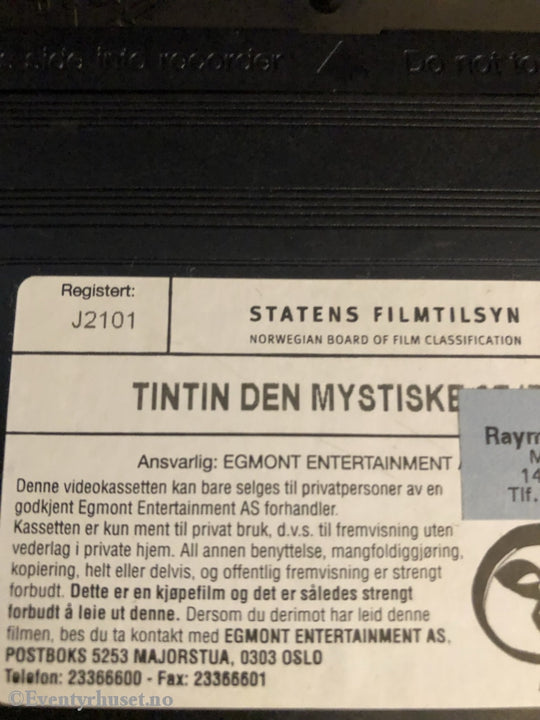 side into recorder / Do not to
Registert:
J2101
STATENS FILMTILSYN
NORWEGIAN BOARD OF FILM CLASSIFICATION
TINTIN DEN MYSTISKE
Raym
M
14
Tlf.
Ansvarlig: EGMONT ENTERTAINMENT
Denne videokassetten kan bare selges til privatpersoner av en
godkjent Egmont Entertainment AS forhandler.
Kassetten er kun ment til privat bruk, d.v.s. til fremvisning uten
vederlag i private hjem. All annen benyttelse, mangfoldiggjøring,
kopiering, helt eller delvis, og offentlig fremvisning er strengt
forbudt. Dette er en kjøpefilm og det er således strengt
forbudt å leie ut denne. Dersom du derimot har leid denne
filmen, bes du ta kontakt med EGMONT ENTERTAINMENT AS,
POSTBOKS 5253 MAJORSTUA, 0303 OSLO
Telefon: 23366600 - Fax: 23366601
©Eventyrhuset.no